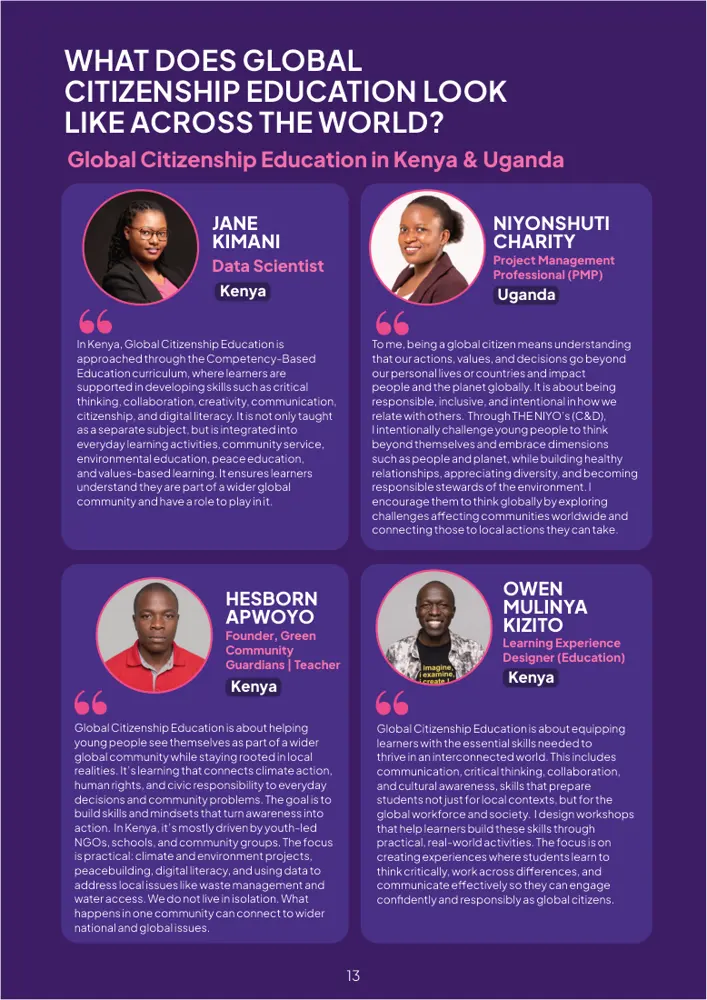 WHAT DOES GLOBAL
CITIZENSHIP EDUCATION LOOK
LIKE ACROSS THE WORLD?
Global Citizenship Education in Kenya & Uganda
JANE
KIMANI
Data Scientist
Kenya
In Kenya, Global Citizenship Education is
approached through the Competency-Based
Education curriculum, where learners are
supported in developing skills such as critical
thinking, collaboration, creativity, communication,
citizenship, and digital literacy. It is not only taught
as a separate subject, but is integrated into
everyday learning activities, community service,
environmental education, peace education,
and values-based learning. It ensures learners
understand they are part of a wider global
community and have a role to play in it.
NIYONSHUTI
CHARITY
Project Management
Professional (PMP)
Uganda
To me, being a global citizen means understanding
that our actions, values, and decisions go beyond
our personal lives or countries and impact
people and the planet globally. It is about being
responsible, inclusive, and intentional in how we
relate with others. Through THE NIYO's (C&D),
I intentionally challenge young people to think
beyond themselves and embrace dimensions
such as people and planet, while building healthy
relationships, appreciating diversity, and becoming
responsible stewards of the environment. I
encourage them to think globally by exploring
challenges affecting communities worldwide and
connecting those to local actions they can take.
HESBORN
APWOYO
Founder, Green
Community
Guardians | Teacher
Kenya
Global Citizenship Education is about helping
young people see themselves as part of a wider
global community while staying rooted in local
realities. It's learning that connects climate action,
human rights, and civic responsibility to everyday
decisions and community problems. The goal is to
build skills and mindsets that turn awareness into
action. In Kenya, it's mostly driven by youth-led
NGOs, schools, and community groups. The focus
is practical: climate and environment projects,
peacebuilding, digital literacy, and using data to
address local issues like waste management and
water access. We do not live in isolation. What
happens in one community can connect to wider
national and global issues.
OWEN
MULINYA
KIZITO
Learning Experience
Designer (Education)
Kenya
imagine,
i examine,
i create.
Global Citizenship Education is about equipping
learners with the essential skills needed to
thrive in an interconnected world. This includes
communication, critical thinking, collaboration,
and cultural awareness, skills that prepare
students not just for local contexts, but for the
global workforce and society. I design workshops
that help learners build these skills through
practical, real-world activities. The focus is on
creating experiences where students learn to
think critically, work across differences, and
communicate effectively so they can engage
confidently and responsibly as global citizens.
13